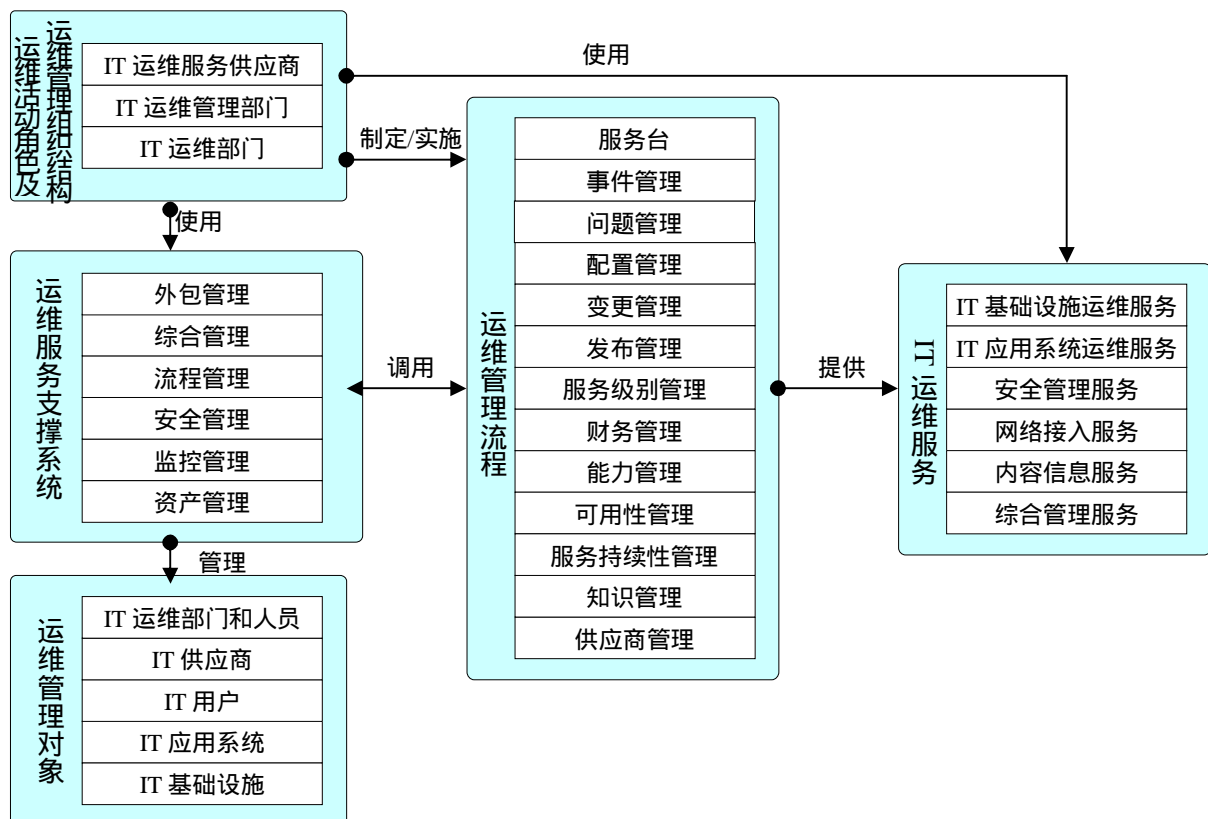 运维活动角色及
运维管理组织结构
IT 运维服务供应商
IT 运维管理部门
IT 运维部门
使用
制定/实施
使用
运维服务支撑系统
外包管理
综合管理
流程管理
安全管理
监控管理
资产管理
调用
管理
运维管理对象
IT 运维部门和人员
IT 供应商
IT 用户
IT 应用系统
IT 基础设施
运维管理流程
服务台
事件管理
问题管理
配置管理
变更管理
发布管理
服务级别管理
财务管理
能力管理
可用性管理
服务持续性管理
知识管理
供应商管理
提供
IT 运维服务
IT 基础设施运维服务
IT 应用系统运维服务
安全管理服务
网络接入服务
内容信息服务
综合管理服务